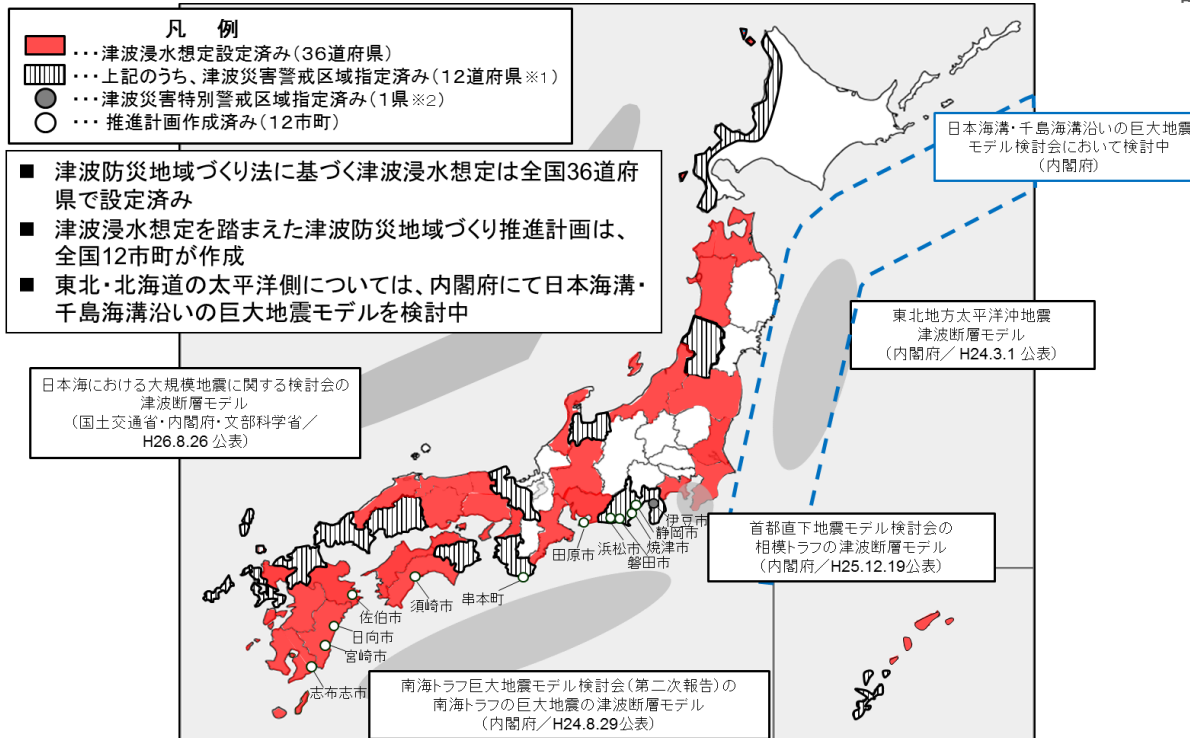 凡 例
･･･津波浸水想定設定済み(36道府県)
･･･上記のうち、津波災害警戒区域指定済み(12道府県※1)
･･･津波災害特別警戒区域指定済み(1県※2)
･･･ 推進計画作成済み(12市町)
■ 津波防災地域づくり法に基づく津波浸水想定は全国36道府
県で設定済み
■ 津波浸水想定を踏まえた津波防災地域づくり推進計画は、
全国12市町が作成
■ 東北・北海道の太平洋側については、内閣府にて日本海溝・
千島海溝沿いの巨大地震モデルを検討中
日本海溝・千島海溝沿いの巨大地震
モデル検討会において検討中
(内閣府)
東北地方太平洋沖地震
津波断層モデル
(内閣府/H24.3.1 公表)
日本海における大規模地震に関する検討会の
津波断層モデル
(国土交通省・内閣府・文部科学省/
H26.8.26 公表)
伊豆市
静岡市
焼津市
磐田市
浜松市
田原市
串本町
須崎市
佐伯市
日向市
宮崎市
志布志市
首都直下地震モデル検討会の
相模トラフの津波断層モデル
(内閣府/H25.12.19公表)
南海トラフ巨大地震モデル検討会(第二次報告)の
南海トラフの巨大地震の津波断層モデル
(内閣府/H24.8.29公表)